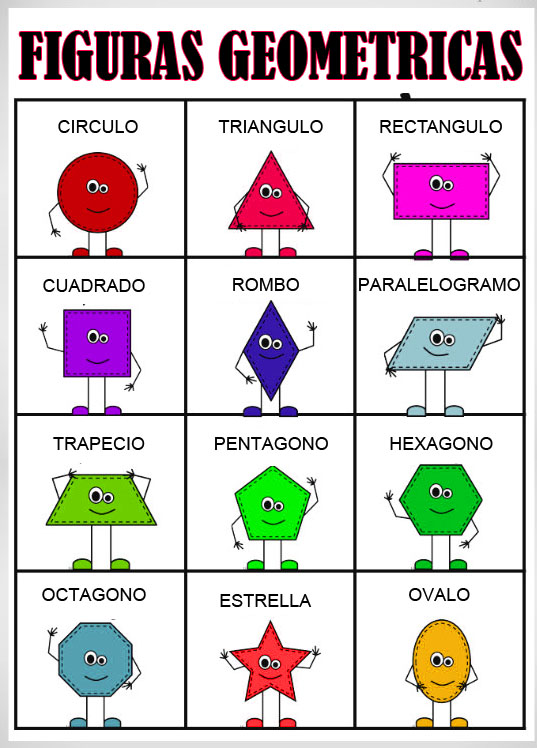 FIGURAS GEOMETRICAS
CIRCULO
TRIANGULO
RECTANGULO
CUADRADO
ROMBO
PARALELOGRAMO
TRAPECIO
PENTAGONO
HEXAGONO
OCTAGONO
ESTRELLA
OVALO